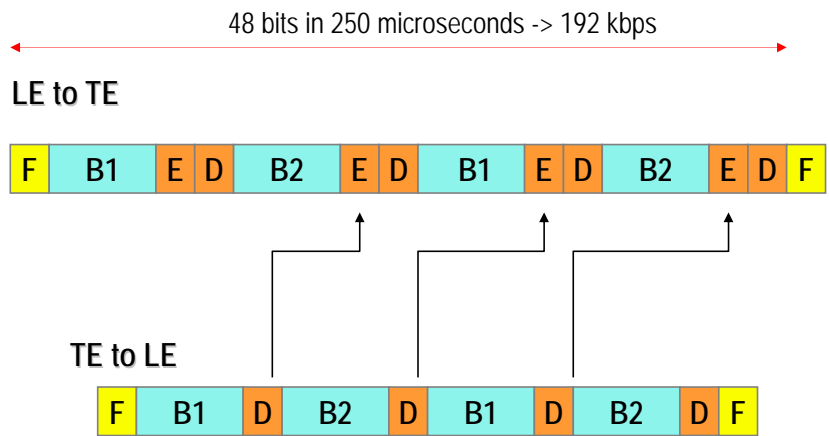 48 bits in 250 microseconds -> 192 kbps
LE to TE
F B1 E D B2 E D B1 E D B2 E D F
TE to LE
F B1 D B2 D B1 D B2 D F